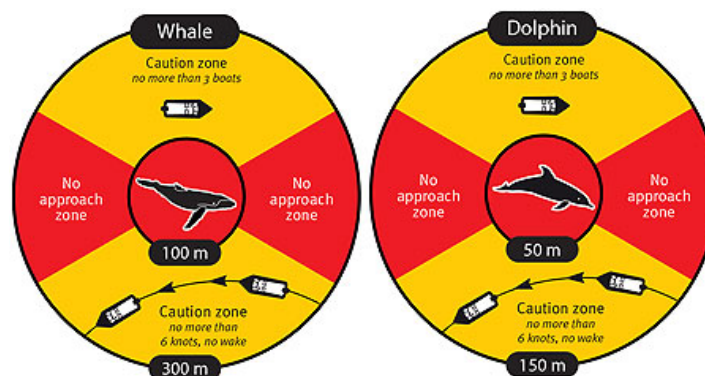 Whale
Caution zone
no more than 3 boats
No
approach
zone
No
approach
zone
100 m
Caution zone
no more than
6 knots, no wake
300 m
Dolphin
Caution zone
no more than 3 boats
No
approach
zone
No
approach
zone
50 m
Caution zone
no more than
6 knots, no wake
150 m